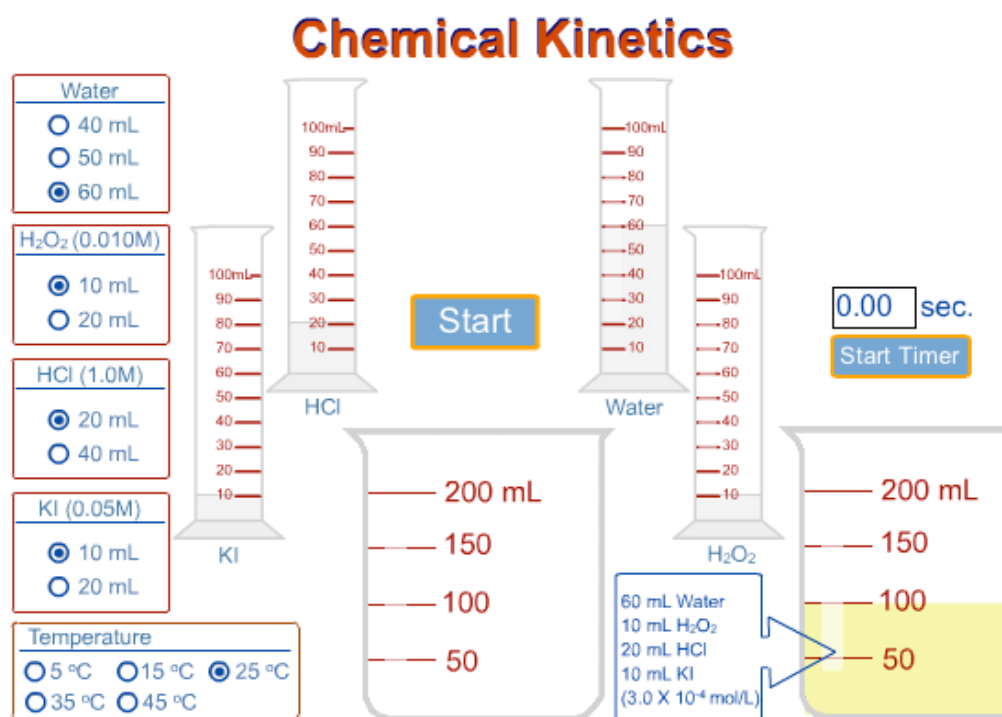 Chemical Kinetics
Water
40 mL
50 mL
60 mL
H₂O₂ (0.010M)
10 mL
20 mL
HCl (1.0M)
20 mL
40 mL
KI (0.05M)
10 mL
20 mL
Temperature
5 ºC 15 ºC 25 ºC
35 ºC 45 ºC
100mL
90
80
70
60
50
40
30
20
10
KI
100mL
90
80
70
60
50
40
30
20
10
HCl
Start
100mL
90
80
70
60
50
40
30
20
10
Water
100mL
90
80
70
60
50
40
30
20
10
H₂O₂
0.00 sec.
Start Timer
200 mL
150
100
50
60 mL Water
10 mL H₂O₂
20 mL HCl
10 mL KI
(3.0 X 10⁻⁴ mol/L)
200 mL
150
100
50